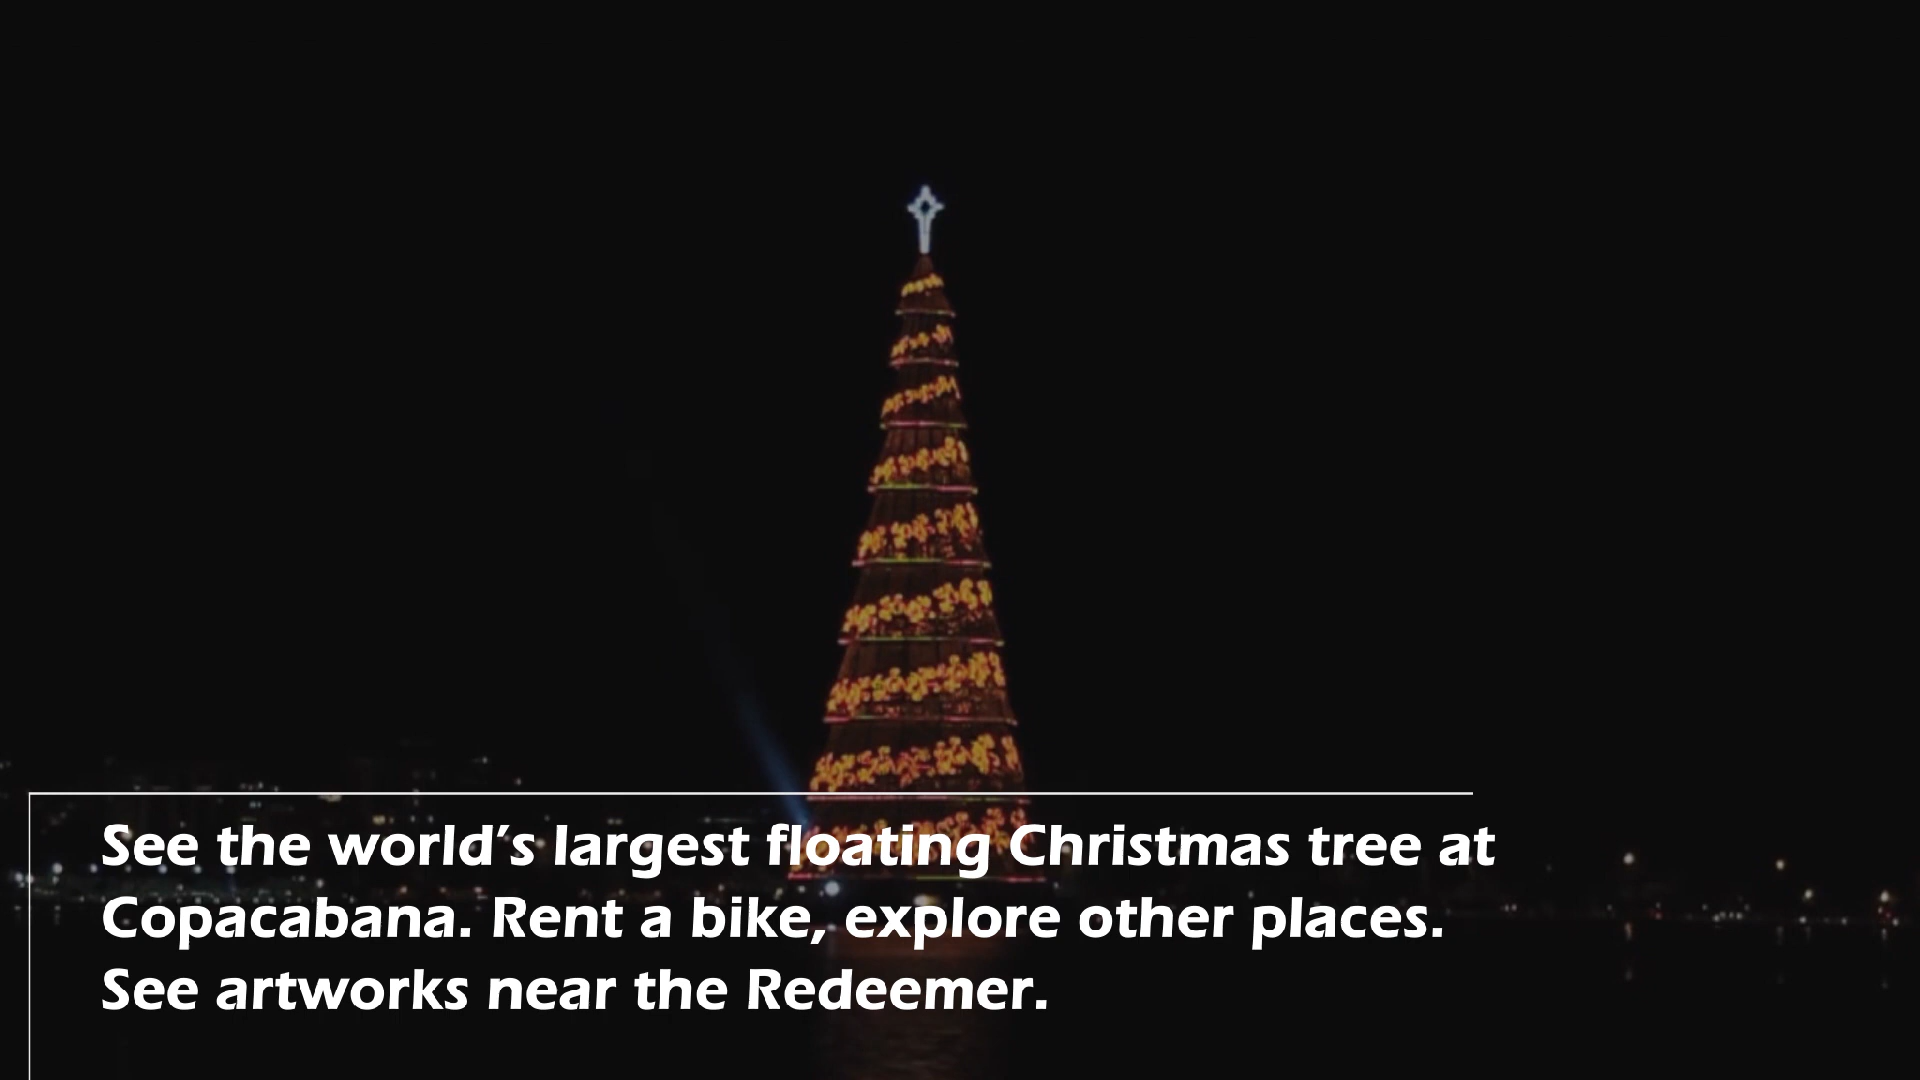 See the world’s largest floating Christmas tree at
Copacabana. Rent a bike, explore other places.
See artworks near the Redeemer.